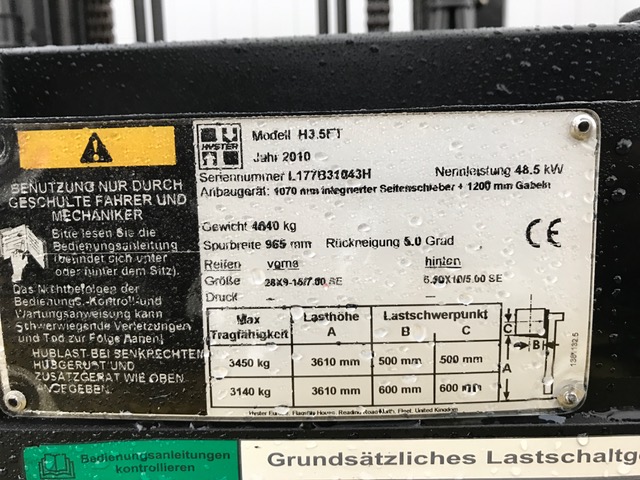 HYSTER
Modell H3.5FT
Jahr 2010
Seriennummer L177B31043H Nennleistung 48.5 kW
Anbaugerät: 1070 mm integrierter Seitenschieber + 1200 mm Gabeln
Gewicht 4640 kg
Spurbreite 965 mm Rückneigung 5.0 Grad
CE
Reifen vorne hinten
Größe 28X9-15/7.00 SE 6.50X10/5.00 SE
Druck – –
Max Tragfähigkeit Lasthöhe A Lastschwerpunkt B C
3450 kg 3610 mm 500 mm 500 mm
3140 kg 3610 mm 600 mm 600 mm
C
B
A
BENUTZUNG NUR DURCH
GESCHULTE FAHRER UND
MECHANIKER
Bitte lesen Sie die
Bedienungsanleitung
(befindet sich unter
oder hinter dem Sitz).
Das Nichtbefolgen der
Bedienungs-, Kontroll-und
Wartungsanweisung kann
Schwerwiegende Verletzungen
und Tod zur Folge haben.
HUBLAST BEI SENKRECHTEN
HUBGERÜST UND
ZUSATZGERÄT WIE OBEN
Bedienungsanleitungen
kontrollieren
Grundsätzliches Lastschaltge